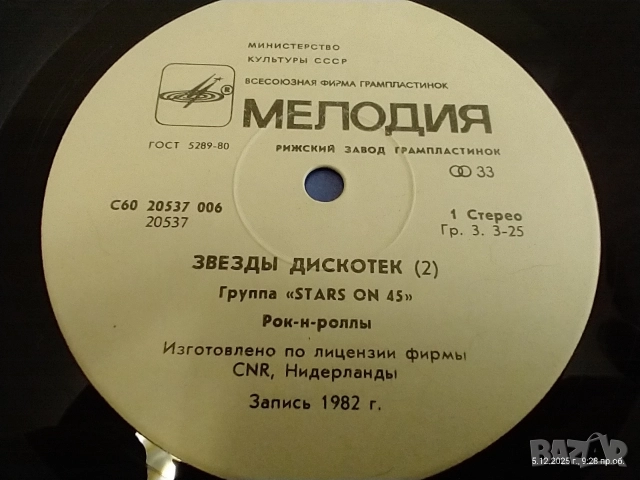 МИНИСТЕРСТВО
КУЛЬТУРЫ СССР
ВСЕСОЮЗНАЯ ФИРМА ГРАМПЛАСТИНОК
МЕЛОДИЯ
ГОСТ 5289-80
РИЖСКИЙ ЗАВОД ГРАМПЛАСТИНОК
33
С60 20537 006
20537
1 Стерео
Гр. 3. 3-25
ЗВЕЗДЫ ДИСКОТЕК (2)
Группа «STARS ON 45»
Рок-н-роллы
Изготовлено по лицензии фирмы
CNR, Нидерланды
Запись 1982 г.
BAZAR
5.12.2025 г., 9:28 пр.об.